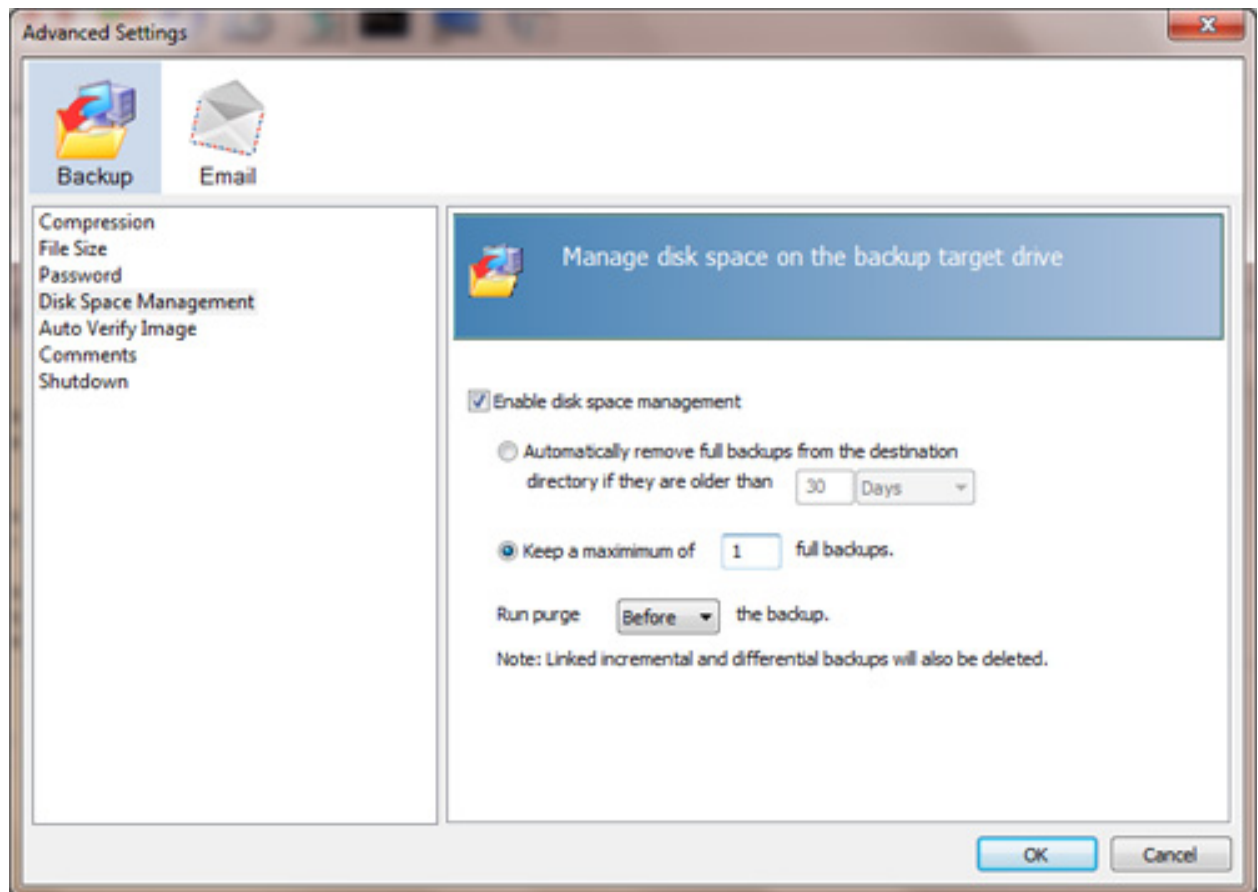 Advanced Settings
Backup
Email
Compression
File Size
Password
Disk Space Management
Auto Verify Image
Comments
Shutdown
Manage disk space on the backup target drive
Enable disk space management
Automatically remove full backups from the destination
directory if they are older than 30 Days
Keep a maximimum of 1 full backups.
Run purge Before the backup.
Note: Linked incremental and differential backups will also be deleted.
OK Cancel